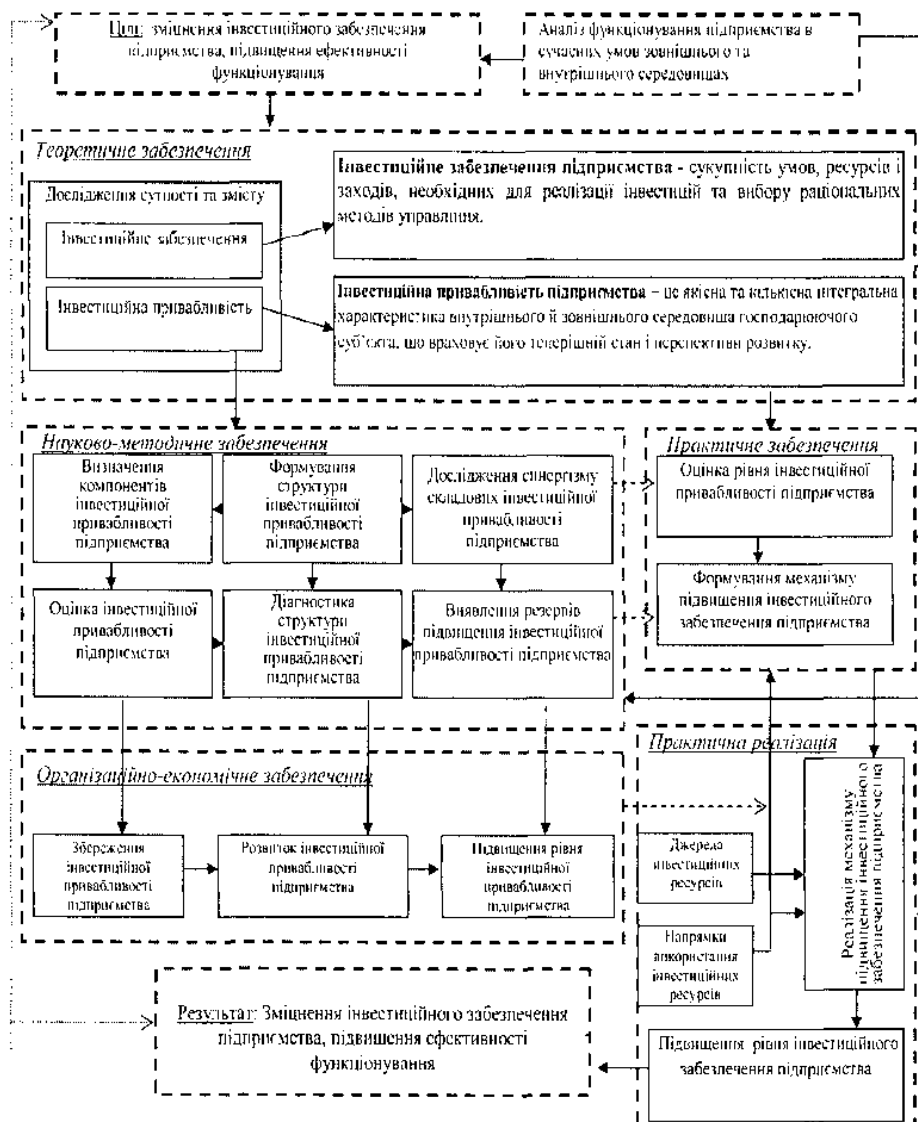 Ціль: зміцнення інвестиційного забезпечення
підприємства, підвищення ефективності
функціонування
Аналіз функціонування підприємства в
сучасних умов зовнішнього та
внутрішнього середовищах
Теоретичне забезпечення
Дослідження сутності та змісту
Інвестиційне забезпечення
Інвестиційна привабливість
Інвестиційне забезпечення підприємства - сукупність умов, ресурсів і
заходів, необхідних для реалізації інвестицій та вибору раціональних
методів управління.
Інвестиційна привабливість підприємства – це якісна та кількісна інтегральна
характеристика внутрішнього й зовнішнього середовища господарюючого
суб'єкта, що враховує його теперішній стан і перспективи розвитку.
Науково-методичне забезпечення
Визначення
компонентів
інвестиційної
привабливості
підприємства
Формування
структури
інвестиційної
привабливості
підприємства
Дослідження синергізму
складових інвестиційної
привабливості
підприємства
Оцінка інвестиційної
привабливості
підприємства
Діагностика
структури
інвестиційної
привабливості
підприємства
Виявлення резервів
підвищення інвестиційної
привабливості підприємства
Практичне забезпечення
Оцінка рівня інвестиційної
привабливості підприємства
Формування механізму
підвищення інвестиційного
забезпечення підприємства
Організаційно-економічне забезпечення
Збереження
інвестиційної
привабливості
підприємства
Розвиток інвестиційної
привабливості
підприємства
Підвищення рівня
інвестиційної
привабливості
підприємства
Практична реалізація
Джерела
інвестиційних
ресурсів
Напрямки
використання
інвестиційних
ресурсів
Реалізація механізму
підвищення інвестиційного
забезпечення підприємства
Підвищення рівня інвестиційного
забезпечення підприємства
Результат: Зміцнення інвестиційного забезпечення
підприємства, підвищення ефективності
функціонування